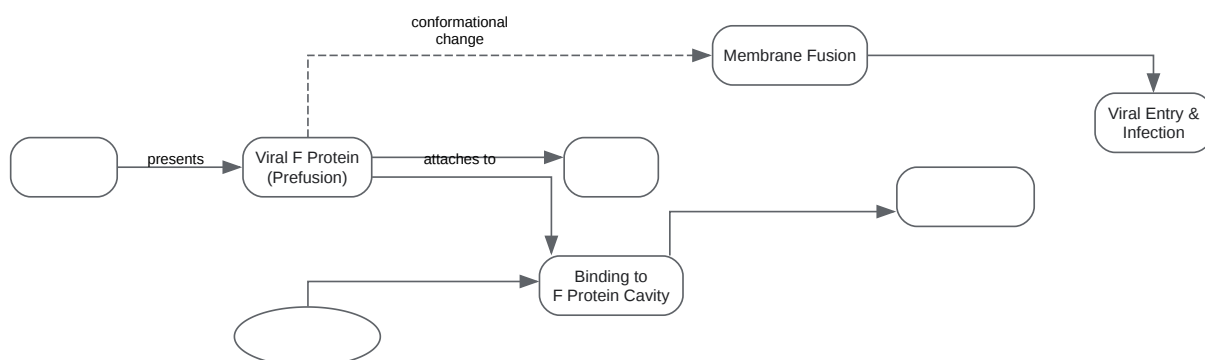 conformational
change
Membrane Fusion
Viral Entry &
Infection
presents
Viral F Protein
(Prefusion)
attaches to
Binding to
F Protein Cavity